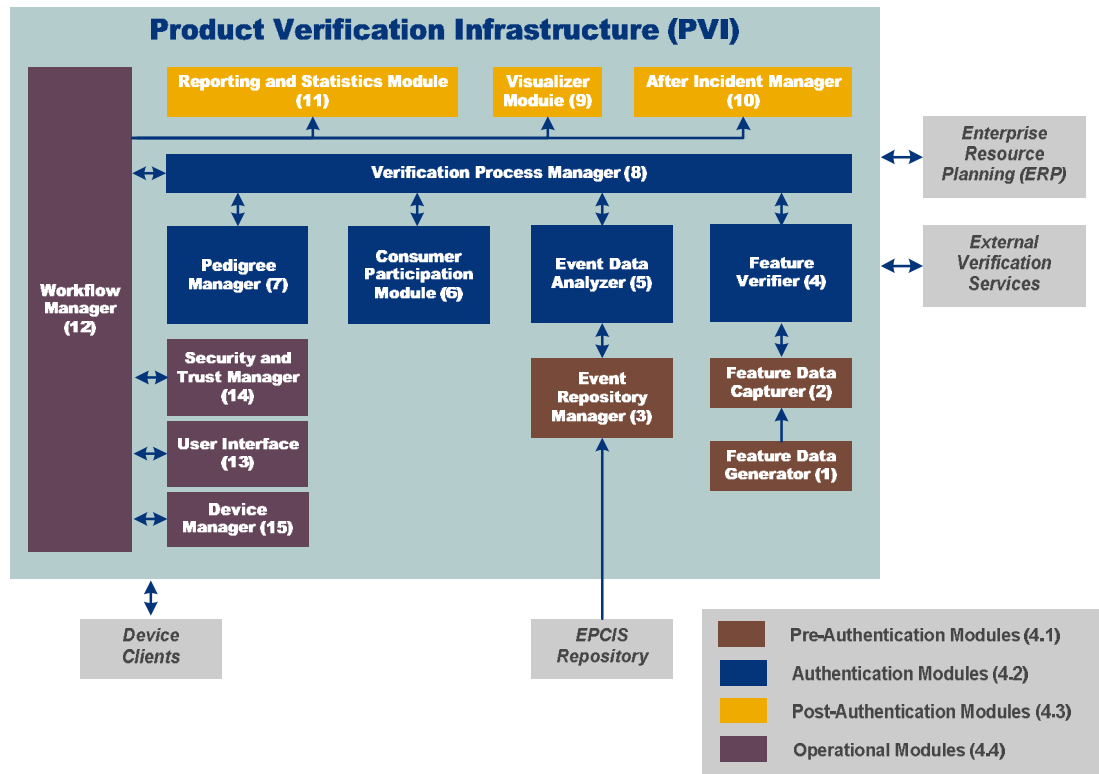 Product Verification Infrastructure (PVI)
Reporting and Statistics Module
(11)
Visualizer
Moduie (9)
After Incident Manager
(10)
Enterprise
Resource
Planning (ERP)
Verification Process Manager (8)
Workflow
Manager
(12)
Pedigree
Manager (7)
Consumer
Participation
Module (6)
Event Data
Analyzer (5)
Feature
Verifier (4)
External
Verification
Services
Security and
Trust Manager
(14)
Event
Repository
Manager (3)
Feature Data
Capturer (2)
User Interface
(13)
Feature Data
Generator (1)
Device
Manager (15)
Device
Clients
EPCIS
Repository
Pre-Authentication Modules (4.1)
Authentication Modules (4.2)
Post-Authentication Modules (4.3)
Operational Modules (4.4)